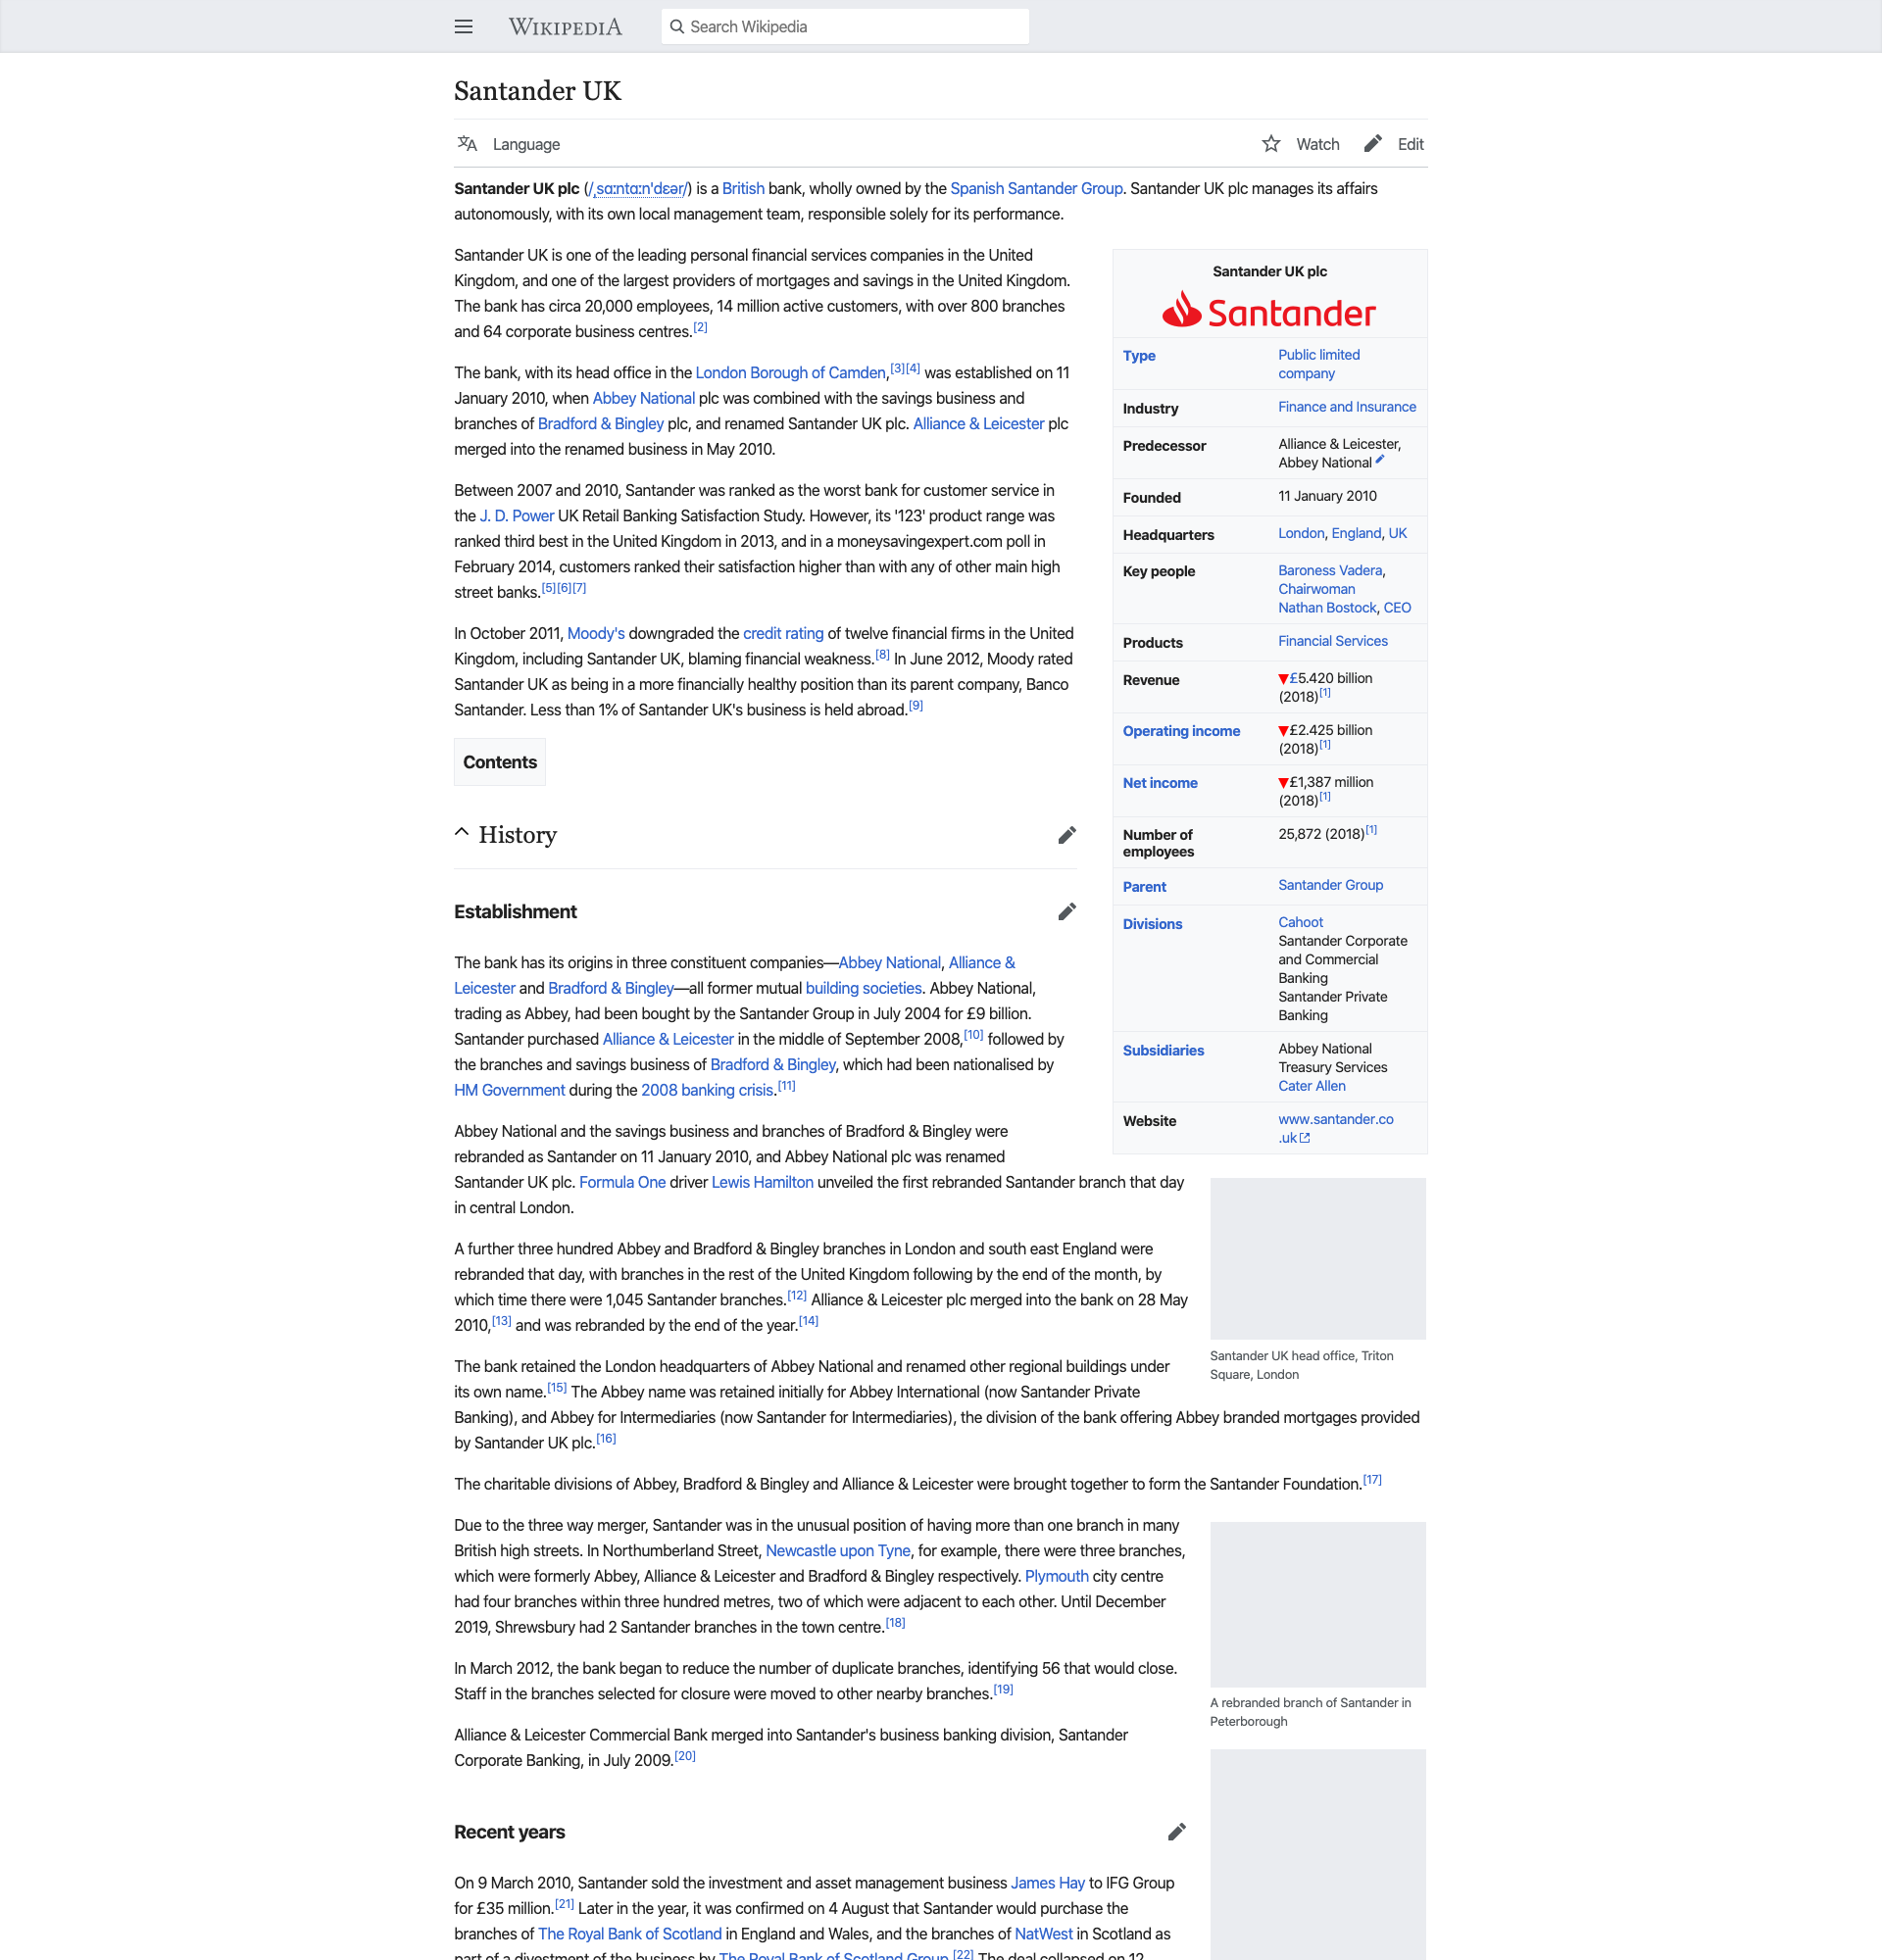 WIKIPEDIA
Search Wikipedia
Santander UK
Language
Watch
Edit
Santander UK plc (/ˌsɑːntɑːnˈdɛər/) is a British bank, wholly owned by the Spanish Santander Group. Santander UK plc manages its affairs
autonomously, with its own local management team, responsible solely for its performance.
Santander UK is one of the leading personal financial services companies in the United
Kingdom, and one of the largest providers of mortgages and savings in the United Kingdom.
The bank has circa 20,000 employees, 14 million active customers, with over 800 branches
and 64 corporate business centres.[2]
The bank, with its head office in the London Borough of Camden,[3][4] was established on 11
January 2010, when Abbey National plc was combined with the savings business and
branches of Bradford & Bingley plc, and renamed Santander UK plc. Alliance & Leicester plc
merged into the renamed business in May 2010.
Between 2007 and 2010, Santander was ranked as the worst bank for customer service in
the J. D. Power UK Retail Banking Satisfaction Study. However, its '123' product range was
ranked third best in the United Kingdom in 2013, and in a moneysavingexpert.com poll in
February 2014, customers ranked their satisfaction higher than with any of other main high
street banks.[5][6][7]
In October 2011, Moody's downgraded the credit rating of twelve financial firms in the United
Kingdom, including Santander UK, blaming financial weakness.[8] In June 2012, Moody rated
Santander UK as being in a more financially healthy position than its parent company, Banco
Santander. Less than 1% of Santander UK's business is held abroad.[9]
Santander UK plc
Santander
Type
Public limited
company
Industry
Finance and Insurance
Predecessor
Alliance & Leicester,
Abbey National
Founded
11 January 2010
Headquarters
London, England, UK
Key people
Baroness Vadera,
Chairwoman
Nathan Bostock, CEO
Products
Financial Services
Revenue
▼£5.420 billion
(2018)[1]
Operating income
▼£2.425 billion
(2018)[1]
Net income
▼£1,387 million
(2018)[1]
Number of
employees
25,872 (2018)[1]
Parent
Santander Group
Divisions
Cahoot
Santander Corporate
and Commercial
Banking
Santander Private
Banking
Subsidiaries
Abbey National
Treasury Services
Cater Allen
Website
www.santander.co
.uk
Contents
History
Establishment
The bank has its origins in three constituent companies—Abbey National, Alliance &
Leicester and Bradford & Bingley—all former mutual building societies. Abbey National,
trading as Abbey, had been bought by the Santander Group in July 2004 for £9 billion.
Santander purchased Alliance & Leicester in the middle of September 2008,[10] followed by
the branches and savings business of Bradford & Bingley, which had been nationalised by
HM Government during the 2008 banking crisis.[11]
Abbey National and the savings business and branches of Bradford & Bingley were
rebranded as Santander on 11 January 2010, and Abbey National plc was renamed
Santander UK plc. Formula One driver Lewis Hamilton unveiled the first rebranded Santander branch that day
in central London.
A further three hundred Abbey and Bradford & Bingley branches in London and south east England were
rebranded that day, with branches in the rest of the United Kingdom following by the end of the month, by
which time there were 1,045 Santander branches.[12] Alliance & Leicester plc merged into the bank on 28 May
2010,[13] and was rebranded by the end of the year.[14]
Santander UK head office, Triton
Square, London
The bank retained the London headquarters of Abbey National and renamed other regional buildings under
its own name.[15] The Abbey name was retained initially for Abbey International (now Santander Private
Banking), and Abbey for Intermediaries (now Santander for Intermediaries), the division of the bank offering Abbey branded mortgages provided
by Santander UK plc.[16]
The charitable divisions of Abbey, Bradford & Bingley and Alliance & Leicester were brought together to form the Santander Foundation.[17]
Due to the three way merger, Santander was in the unusual position of having more than one branch in many
British high streets. In Northumberland Street, Newcastle upon Tyne, for example, there were three branches,
which were formerly Abbey, Alliance & Leicester and Bradford & Bingley respectively. Plymouth city centre
had four branches within three hundred metres, two of which were adjacent to each other. Until December
2019, Shrewsbury had 2 Santander branches in the town centre.[18]
In March 2012, the bank began to reduce the number of duplicate branches, identifying 56 that would close.
Staff in the branches selected for closure were moved to other nearby branches.[19]
A rebranded branch of Santander in
Peterborough
Alliance & Leicester Commercial Bank merged into Santander's business banking division, Santander
Corporate Banking, in July 2009.[20]
Recent years
On 9 March 2010, Santander sold the investment and asset management business James Hay to IFG Group
for £35 million.[21] Later in the year, it was confirmed on 4 August that Santander would purchase the
branches of The Royal Bank of Scotland in England and Wales, and the branches of NatWest in Scotland as
part of a divestment of the business by The Royal Bank of Scotland Group.[22] The deal collapsed on 12